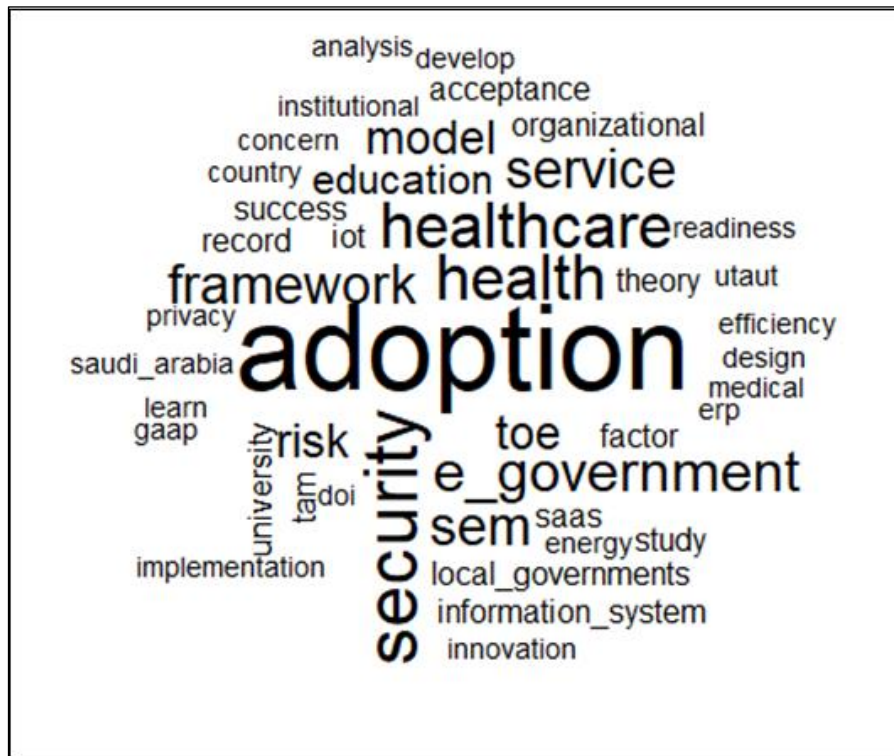 analysis
develop
acceptance
institutional
organizational
concern
model
service
country
education
success
healthcare
readiness
record
iot
framework
health
theory
utaut
privacy
adoption
efficiency
saudi_arabia
design
medical
learn
erp
gaap
risk
toe
factor
university
security
e_government
tam
doi
sem
saas
energy
study
implementation
local_governments
information_system
innovation